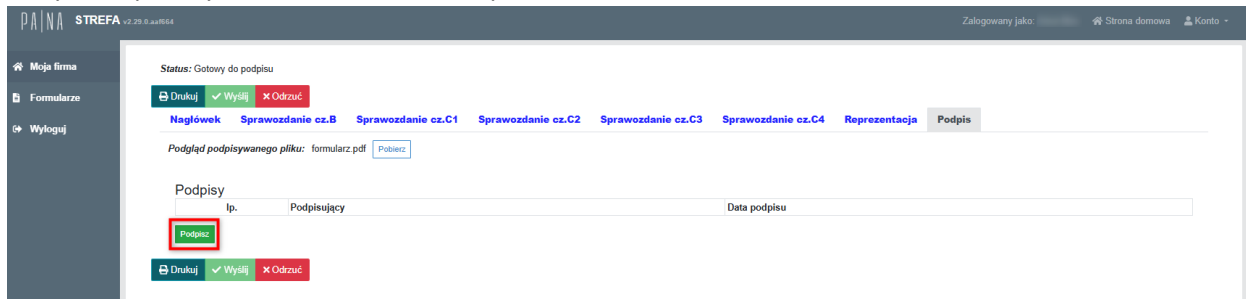 PA|NA STREFA v2.29.0.aaf664 Zalogowany jako: Strona domowa Konto
Moja firma
Formularze
Wyloguj
Status: Gotowy do podpisu
Drukuj Wyślij Odrzuć
Nagłówek Sprawozdanie cz.B Sprawozdanie cz.C1 Sprawozdanie cz.C2 Sprawozdanie cz.C3 Sprawozdanie cz.C4 Reprezentacja Podpis
Podgląd podpisywanego pliku: formularz.pdf Pobierz
Podpisy
lp. Podpisujący Data podpisu
Podpisz
Drukuj Wyślij Odrzuć